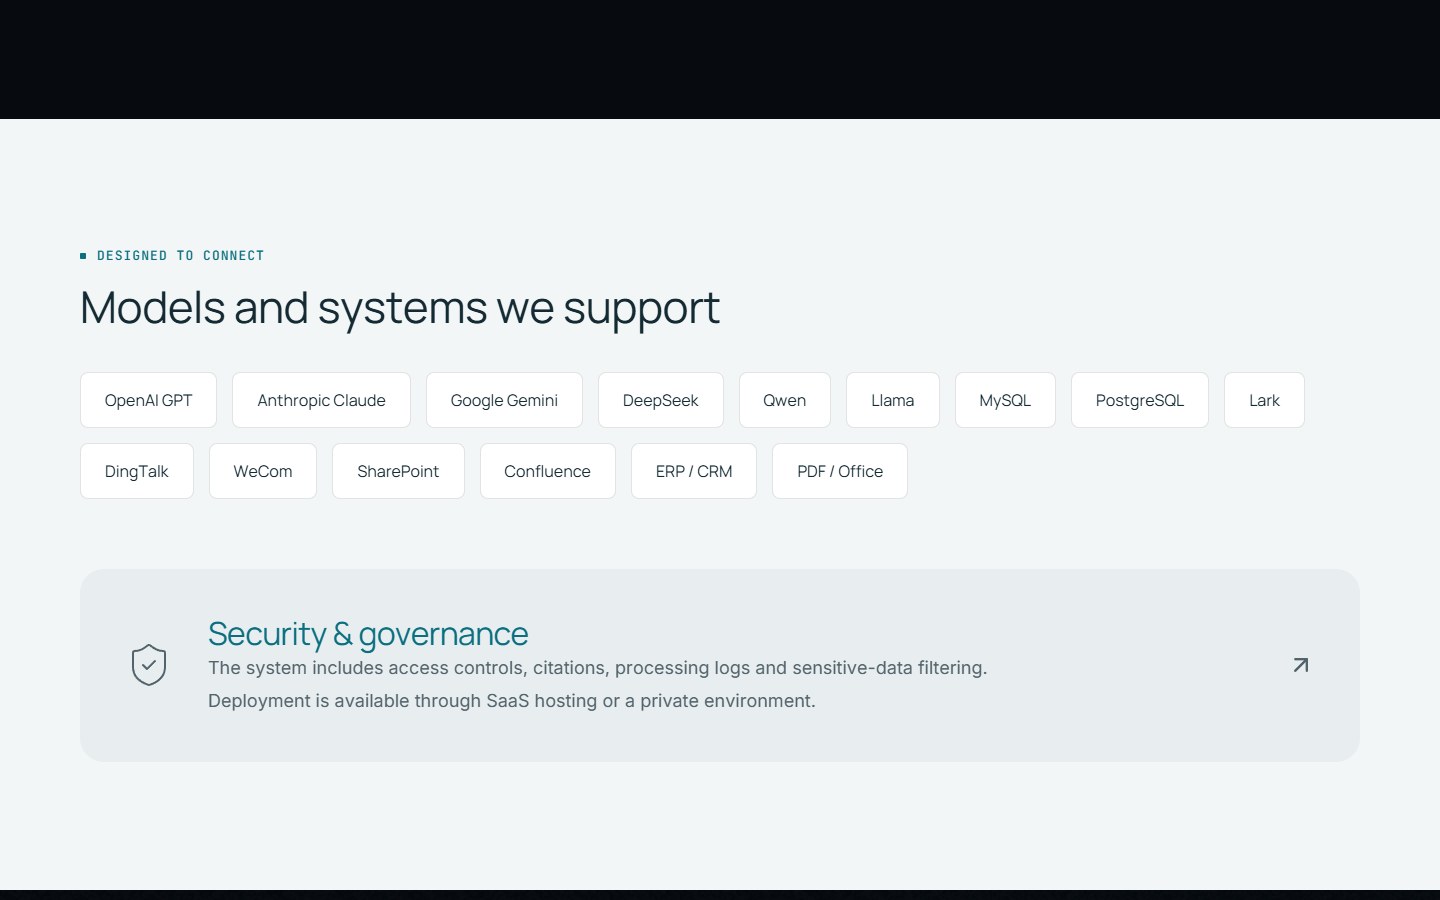 DESIGNED TO CONNECT
Models and systems we support
OpenAI GPT Anthropic Claude Google Gemini DeepSeek Qwen Llama MySQL PostgreSQL Lark
DingTalk WeCom SharePoint Confluence ERP / CRM PDF / Office
Security & governance
The system includes access controls, citations, processing logs and sensitive-data filtering.
Deployment is available through SaaS hosting or a private environment.